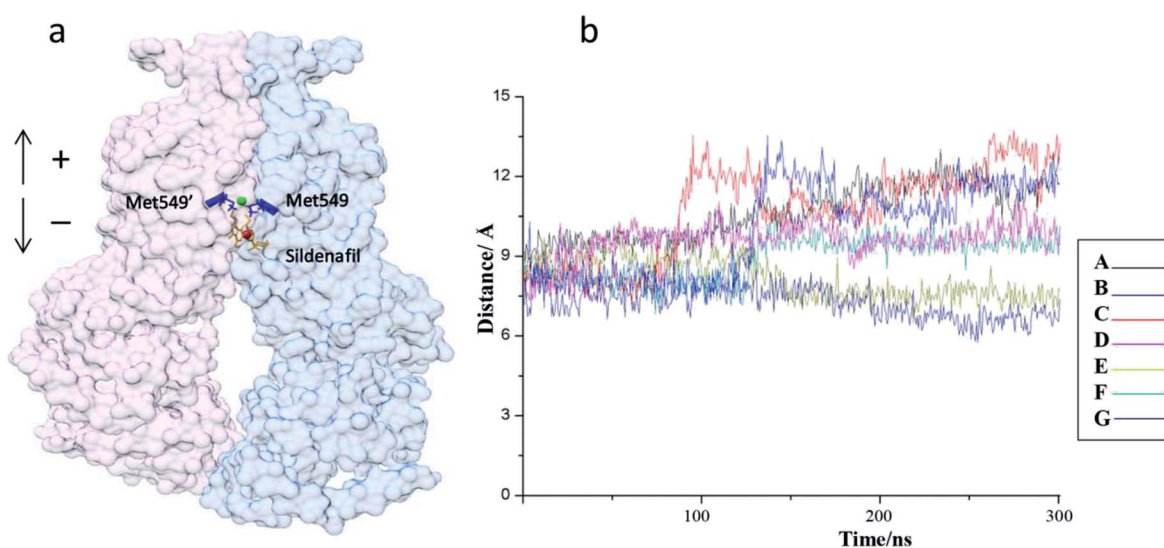 a
+
−
Met549’
Met549
Sildenafil
b
Distance/ Å
15
12
9
6
3
0
100
200
300
Time/ns
A
B
C
D
E
F
G